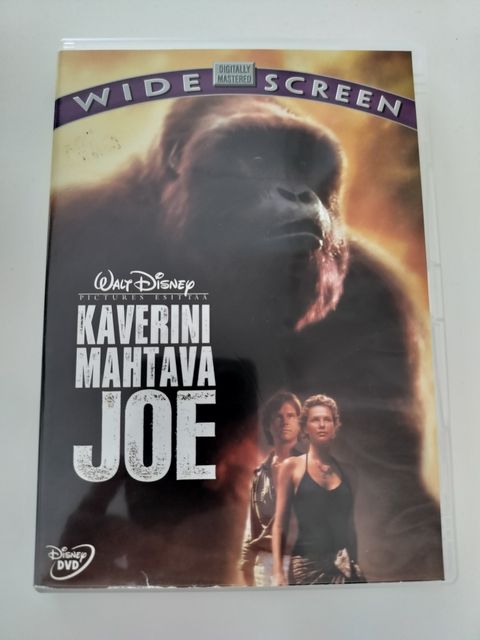 WIDE DIGITALLY MASTERED SCREEN
WALT DISNEY
PICTURES ESITTÄÄ
KAVERINI
MAHTAVA
JOE
DISNEY
DVD